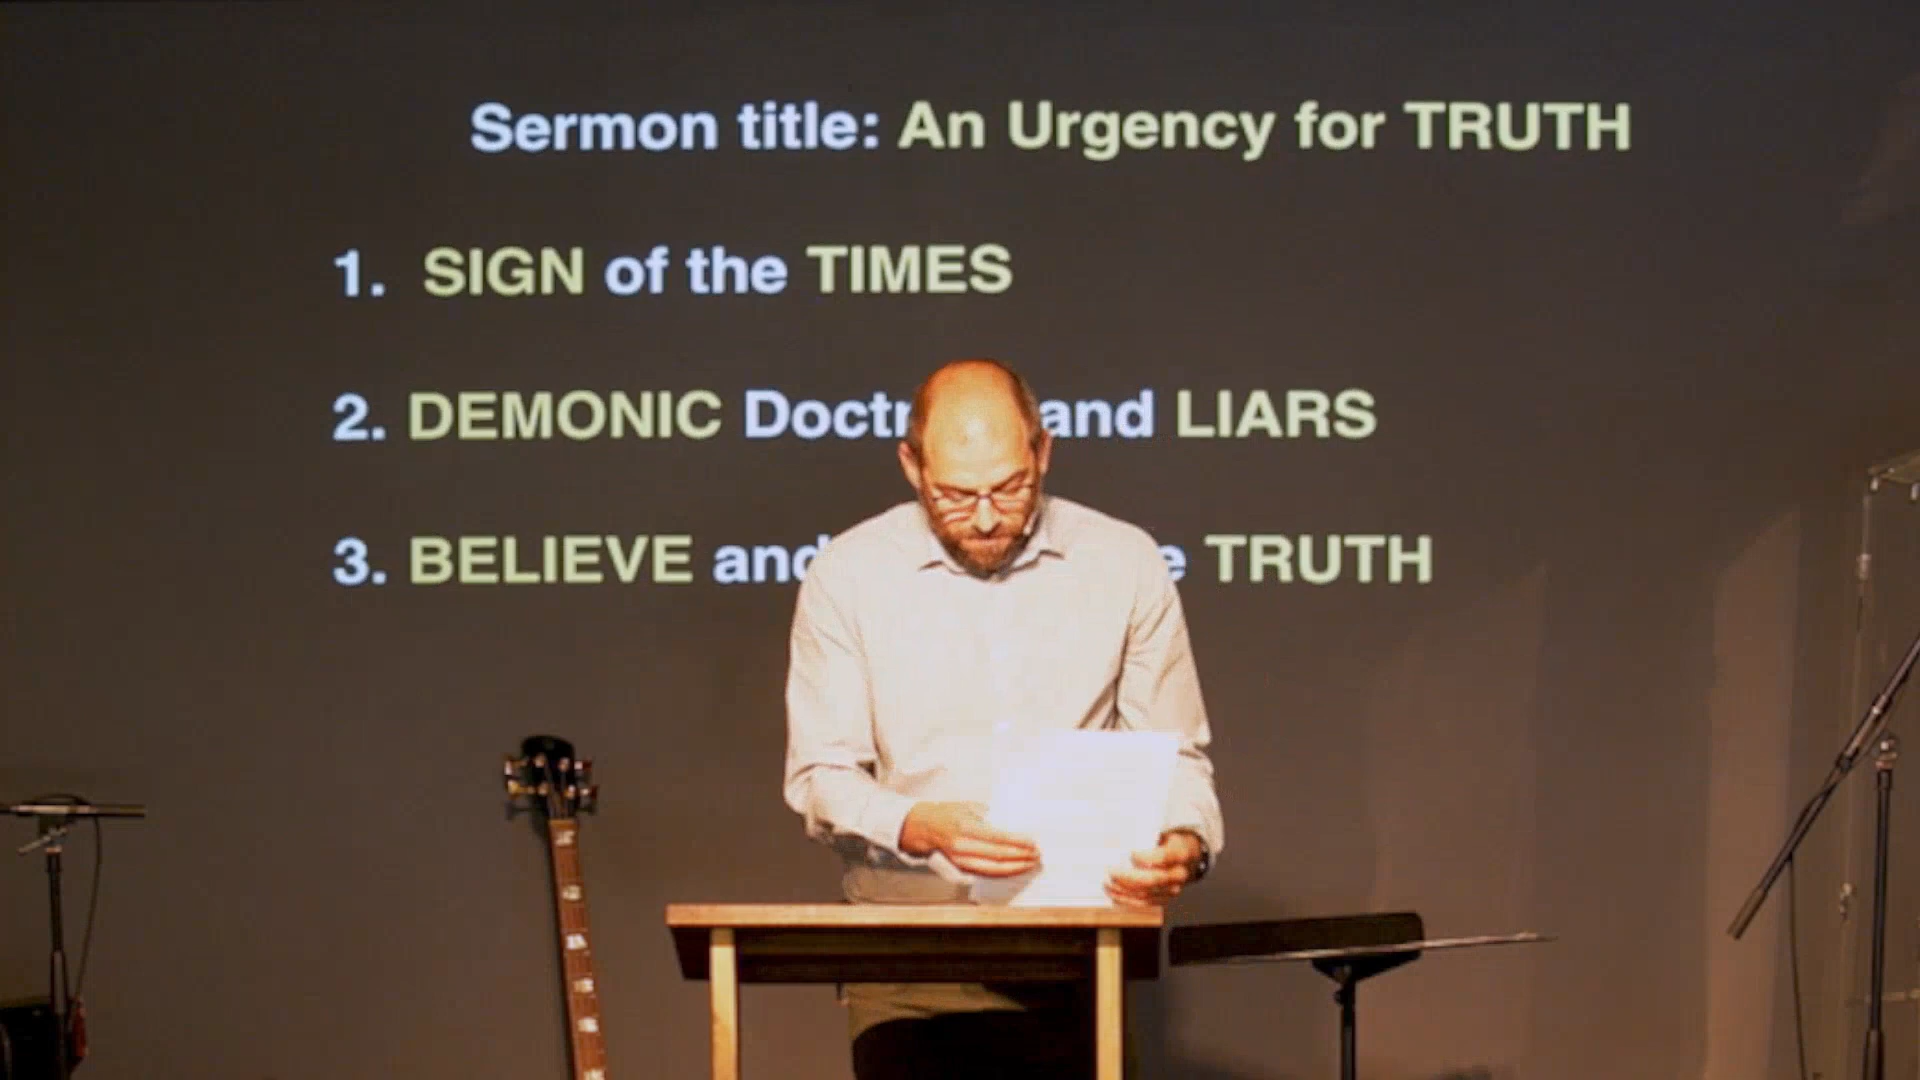 Sermon title: An Urgency for TRUTH
1. SIGN of the TIMES
2. DEMONIC and LIARS
3. BELIEVE and TRUTH